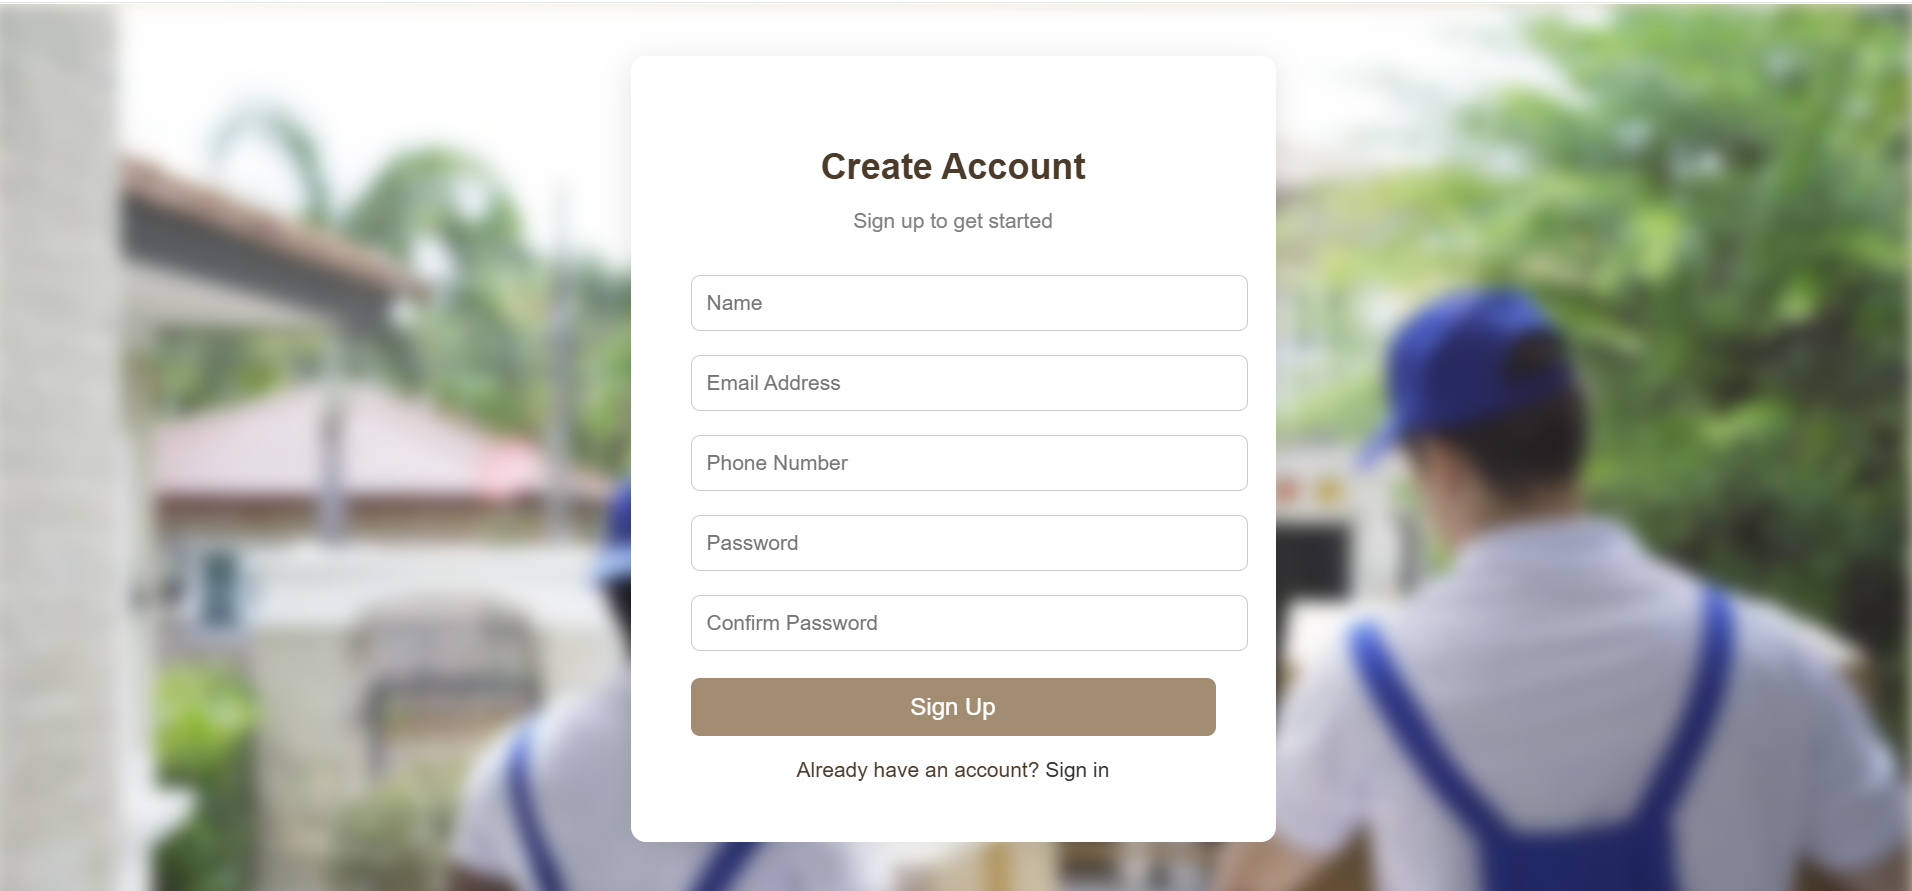 Create Account
Sign up to get started
Name
Email Address
Phone Number
Password
Confirm Password
Sign Up
Already have an account? Sign in